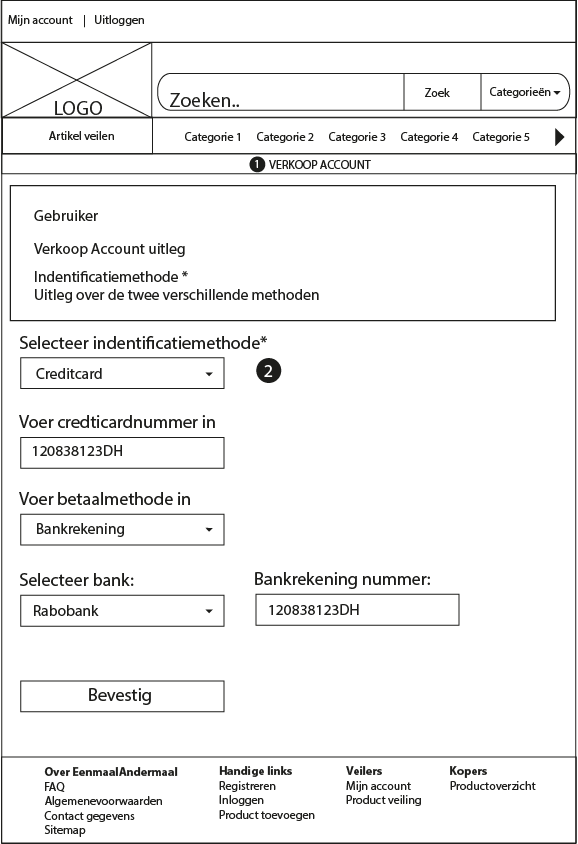 Mijn account | Uitloggen
LOGO
Zoeken..
Zoek
Categorieën
Artikel veilen
Categorie 1 Categorie 2 Categorie 3 Categorie 4 Categorie 5
1 VERKOOP ACCOUNT
Gebruiker
Verkoop Account uitleg
Indentificatiemethode *
Uitleg over de twee verschillende methoden
Selecteer indentificatiemethode*
Creditcard
2
Voer credticardnummer in
120838123DH
Voer betaalmethode in
Bankrekening
Selecteer bank:
Rabobank
Bankrekening nummer:
120838123DH
Bevestig
Over EenmaalAndermaal
FAQ
Algemenevoorwaarden
Contact gegevens
Sitemap
Handige links
Registreren
Inloggen
Product toevoegen
Veilers
Mijn account
Product veiling
Kopers
Productoverzicht